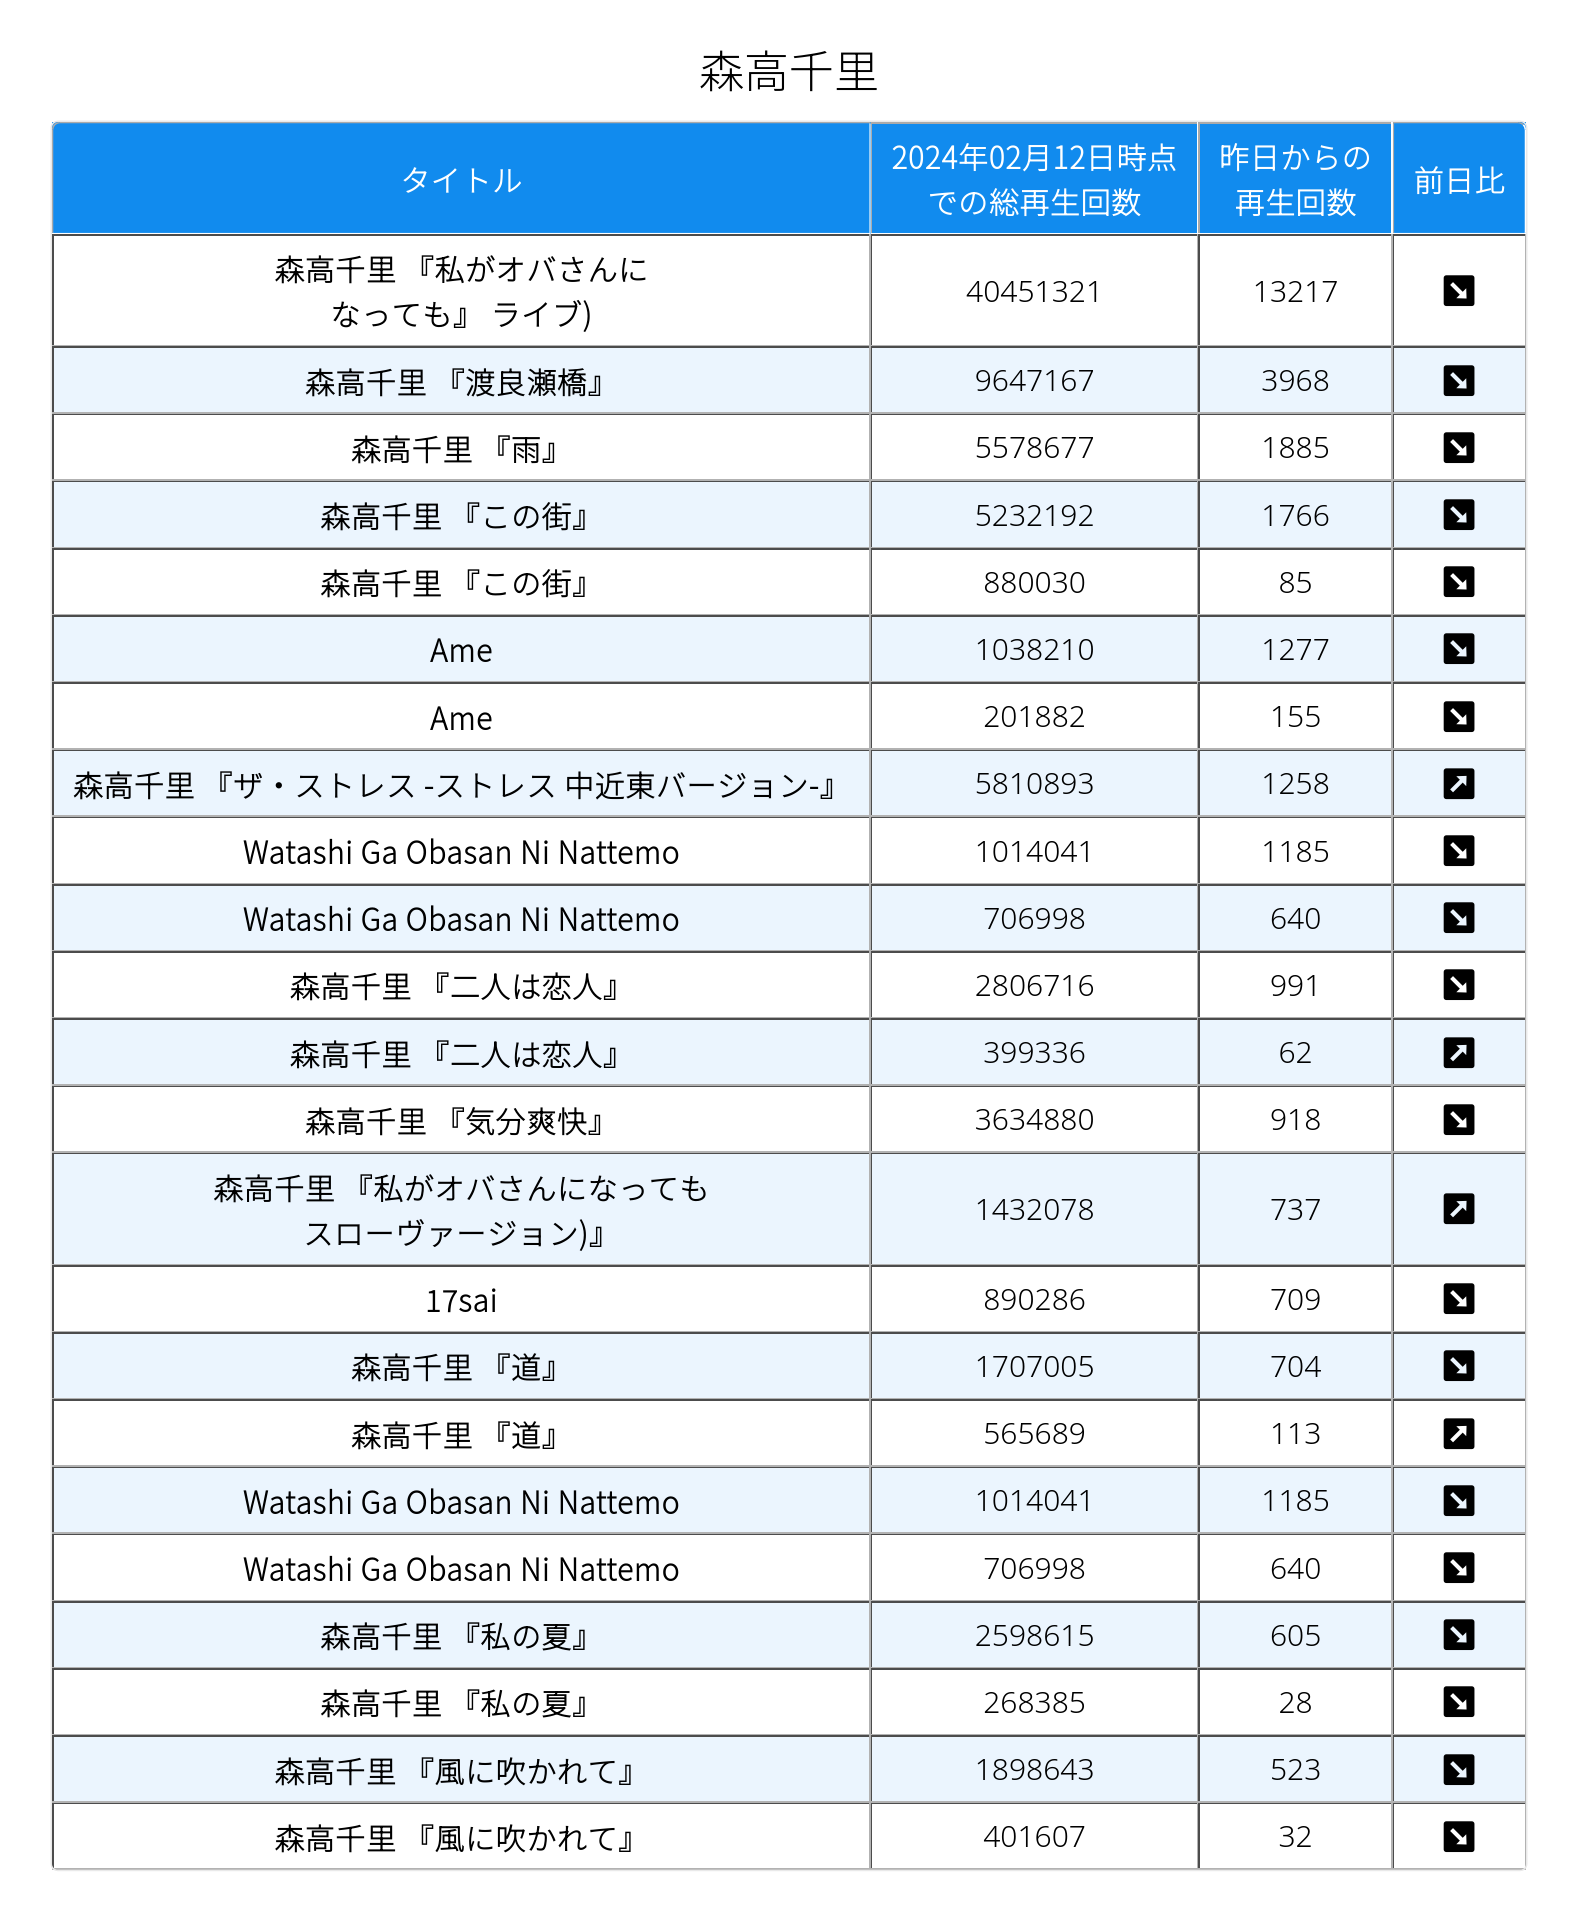 森高千里
タイトル
2024年02月12日時点
での総再生回数
昨日からの
再生回数
前日比
森高千里 『私がオバさんに
なっても』 ライブ)
40451321
13217
森高千里 『渡良瀬橋』
9647167
3968
森高千里 『雨』
5578677
1885
森高千里 『この街』
5232192
1766
森高千里 『この街』
880030
85
Ame
1038210
1277
Ame
201882
155
森高千里 『ザ・ストレス -ストレス 中近東バージョン-』
5810893
1258
Watashi Ga Obasan Ni Nattemo
1014041
1185
Watashi Ga Obasan Ni Nattemo
706998
640
森高千里 『二人は恋人』
2806716
991
森高千里 『二人は恋人』
399336
62
森高千里 『気分爽快』
3634880
918
森高千里 『私がオバさんになっても
スローヴァージョン)』
1432078
737
17sai
890286
709
森高千里 『道』
1707005
704
森高千里 『道』
565689
113
Watashi Ga Obasan Ni Nattemo
1014041
1185
Watashi Ga Obasan Ni Nattemo
706998
640
森高千里 『私の夏』
2598615
605
森高千里 『私の夏』
268385
28
森高千里 『風に吹かれて』
1898643
523
森高千里 『風に吹かれて』
401607
32